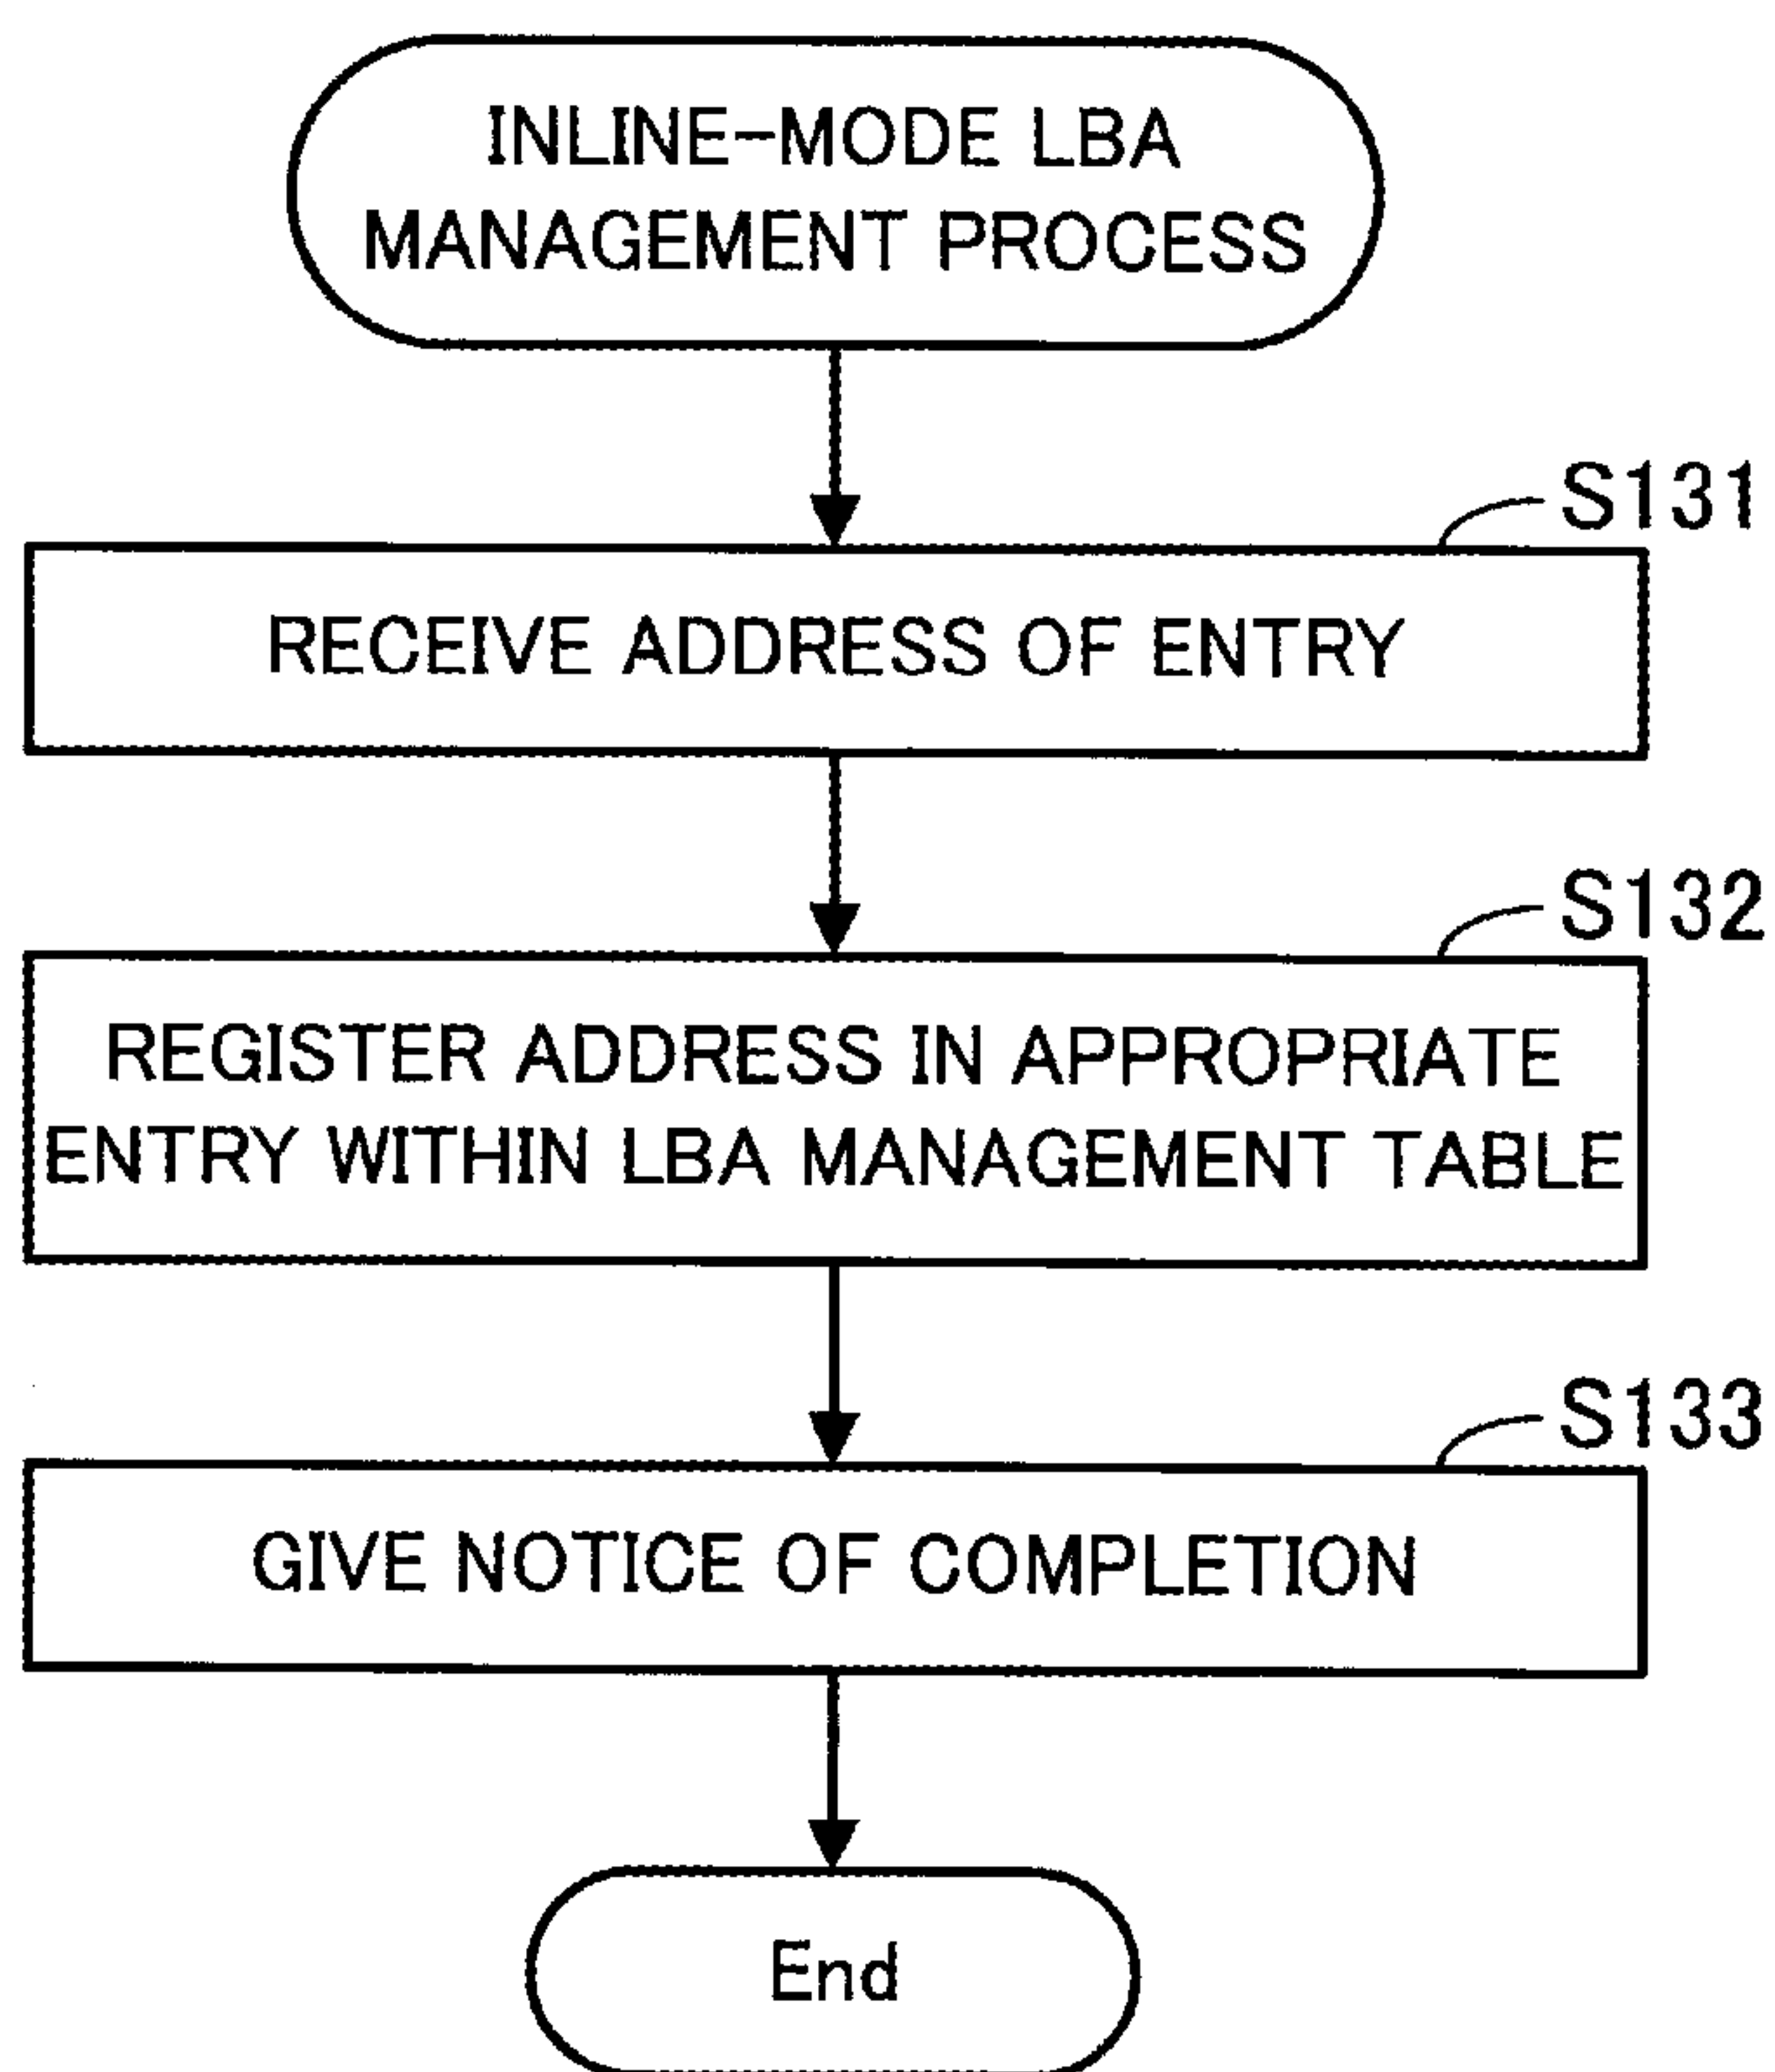 INLINE-MODE LBA
MANAGEMENT PROCESS
S131
RECEIVE ADDRESS OF ENTRY
S132
REGISTER ADDRESS IN APPROPRIATE
ENTRY WITHIN LBA MANAGEMENT TABLE
S133
GIVE NOTICE OF COMPLETION
End